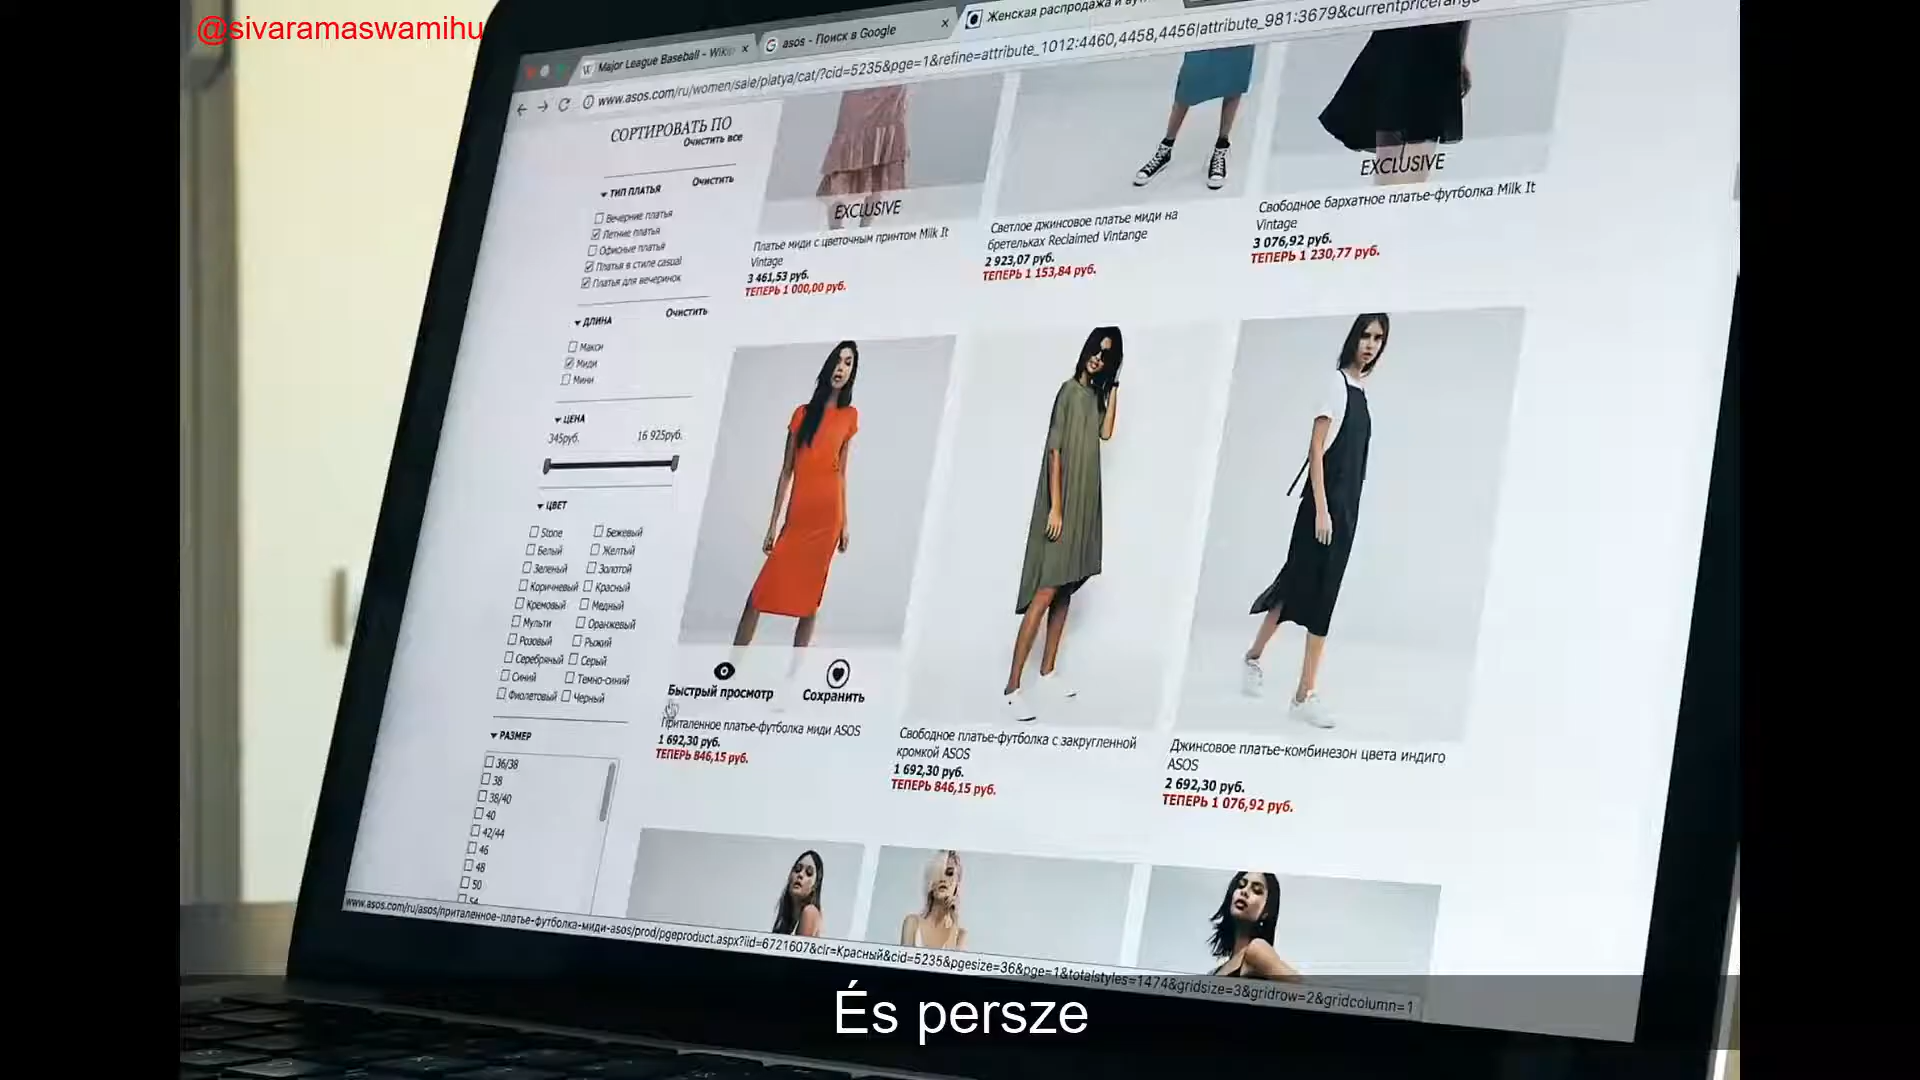 @sivaramaswamihu
Major League Baseball - Wikip
asos - Поиск в Google
Женская распродажа и
www.asos.com/ru/women/sale/platya/cat/?cid=5235&pge=1&refine=attribute_1012:4460,4458,4456|attribute_981:3679&currentpricerange
СОРТИРОВАТЬ ПО
Очистить все
ТИП ПЛАТЬЯ
Очистить
Вечерние платья
Летние платья
Офисные платья
Платья в стиле casual
Платья для вечеринок
ДЛИНА
Очистить
Макси
Миди
Мини
ЦЕНА
345руб. 16 925руб.
ЦВЕТ
Stone Бежевый
Белый Желтый
Зеленый Золотой
Коричневый Красный
Кремовый Медный
Мульти Оранжевый
Розовый Рыжий
Серебряный Серый
Синий Темно-синий
Фиолетовый Черный
РАЗМЕР
36/38
38
38/40
40
42/44
46
48
50
54
EXCLUSIVE
Платье миди с цветочным принтом Milk It
Vintage
3 461,53 руб.
ТЕПЕРЬ 1 000,00 руб.
Светлое джинсовое платье миди на
бретельках Reclaimed Vintange
2 923,07 руб.
ТЕПЕРЬ 1 153,84 руб.
EXCLUSIVE
Свободное бархатное платье-футболка Milk It
Vintage
3 076,92 руб.
ТЕПЕРЬ 1 230,77 руб.
Быстрый просмотр
Сохранить
Приталенное платье-футболка миди ASOS
1 692,30 руб.
ТЕПЕРЬ 846,15 руб.
Свободное платье-футболка с закругленной
кромкой ASOS
1 692,30 руб.
ТЕПЕРЬ 846,15 руб.
Джинсовое платье-комбинезон цвета индиго
ASOS
2 692,30 руб.
ТЕПЕРЬ 1 076,92 руб.
www.asos.com/ru/asos/приталенное-платье-футболка-миди-asos/prod/pgeproduct.aspx?iid=6721607&clr=Красный&cid=5235&pgesize=36&pge=1&totalstyles=1474&gridsize=3&gridrow=2&gridcolumn=1
És persze